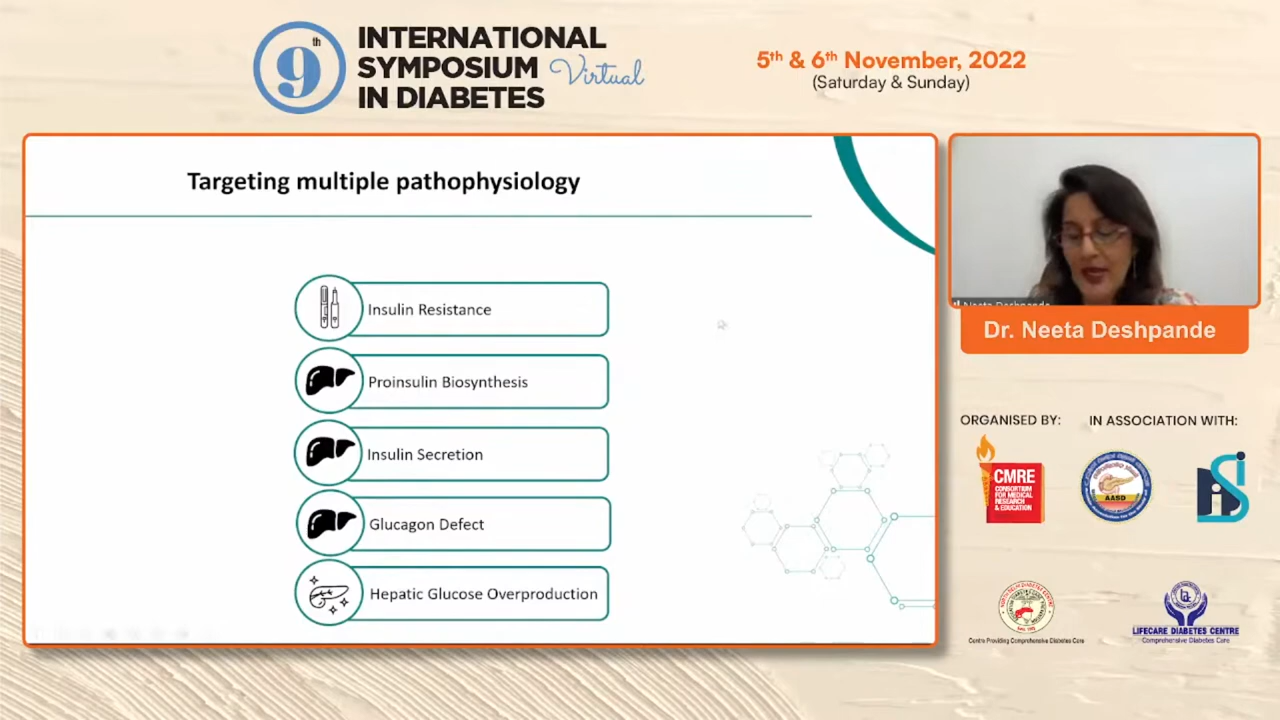 9th
INTERNATIONAL
SYMPOSIUM Virtual
IN DIABETES
5th & 6th November, 2022
(Saturday & Sunday)
Targeting multiple pathophysiology
Insulin Resistance
Proinsulin Biosynthesis
Insulin Secretion
Glucagon Defect
Hepatic Glucose Overproduction
Neeta Deshpande
Dr. Neeta Deshpande
ORGANISED BY:
IN ASSOCIATION WITH:
CMRE
CONSORTIUM
FOR MEDICAL
RESEARCH
& EDUCATION
AASD
Centre Providing Comprehensive Diabetes Care
LIFECARE DIABETES CENTRE
Comprehensive Diabetes Care